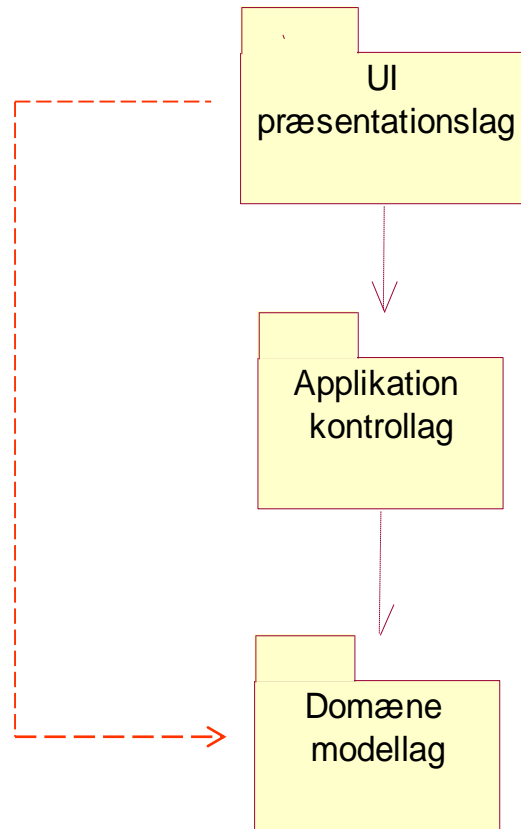 UI
præsentationslag
Applikation
kontrollag
Domæne
modellag